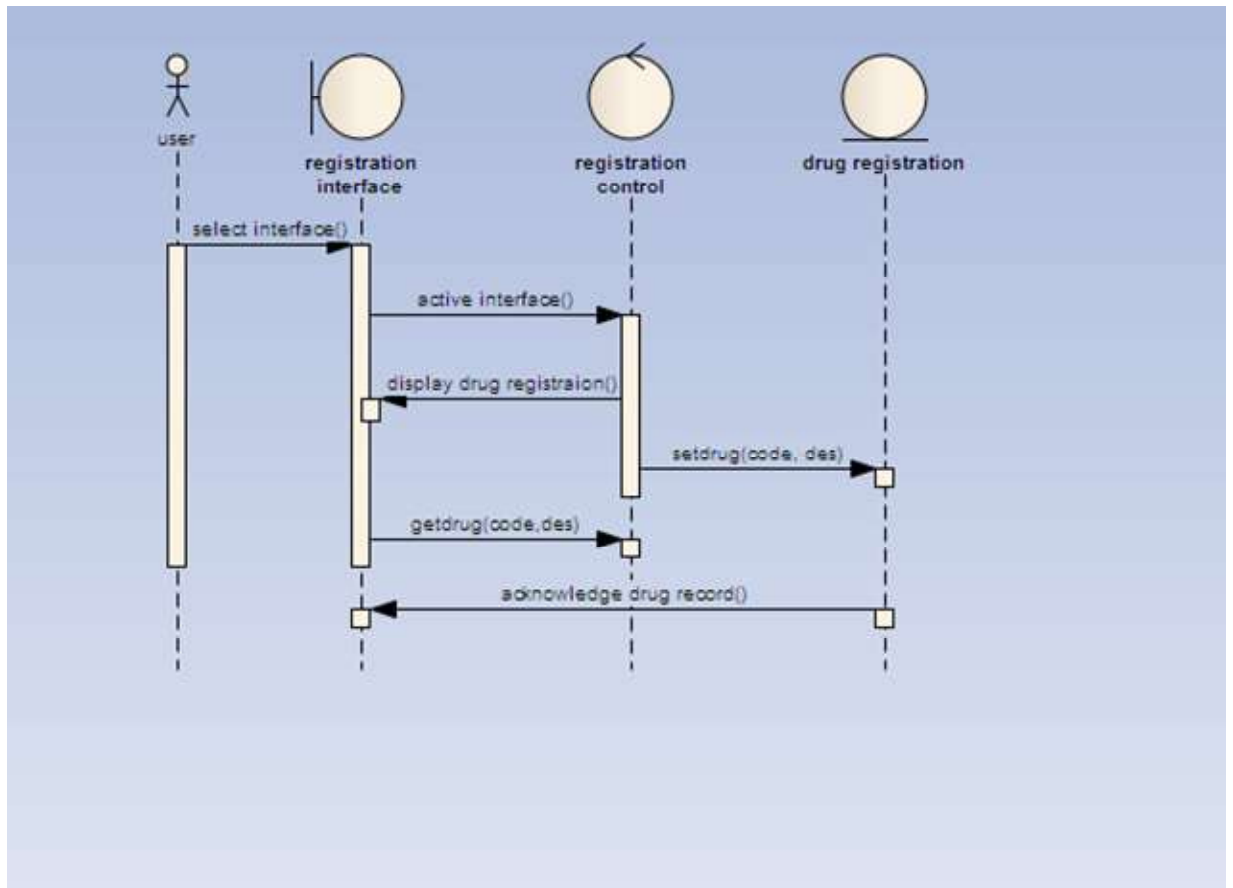 user
registration
interface
registration
control
drug registration
select interface()
active interface()
display drug registraion()
setdrug(code, des)
getdrug(code,des)
acknowledge drug record()